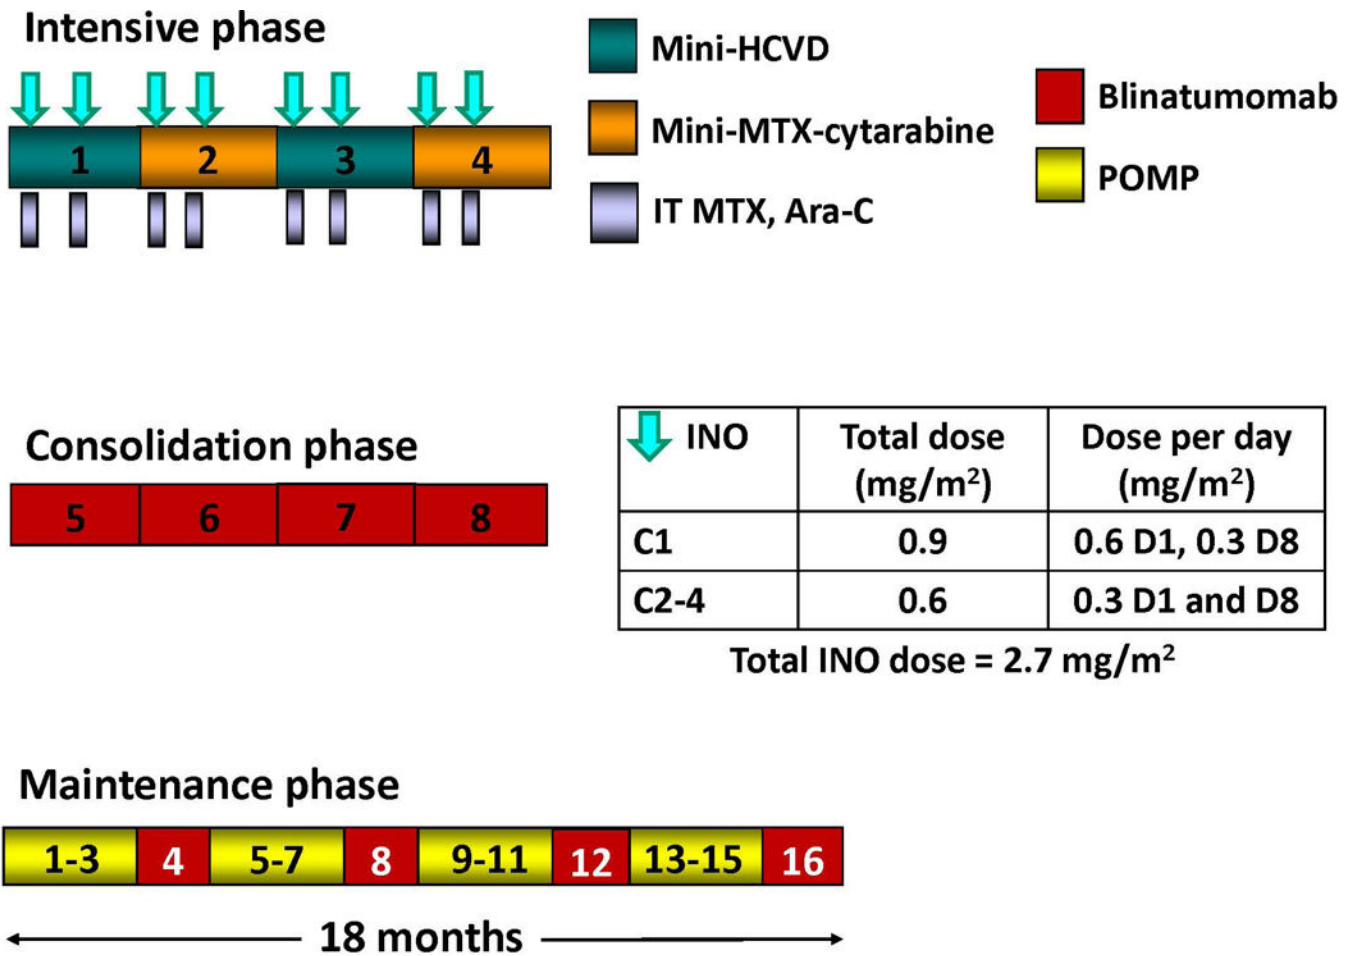 Intensive phase
1 2 3 4
Mini-HCVD
Mini-MTX-cytarabine
IT MTX, Ara-C
Blinatumomab
POMP
Consolidation phase
5 6 7 8
INO Total dose (mg/m²) Dose per day (mg/m²)
C1 0.9 0.6 D1, 0.3 D8
C2-4 0.6 0.3 D1 and D8
Total INO dose = 2.7 mg/m²
Maintenance phase
1-3 4 5-7 8 9-11 12 13-15 16
18 months